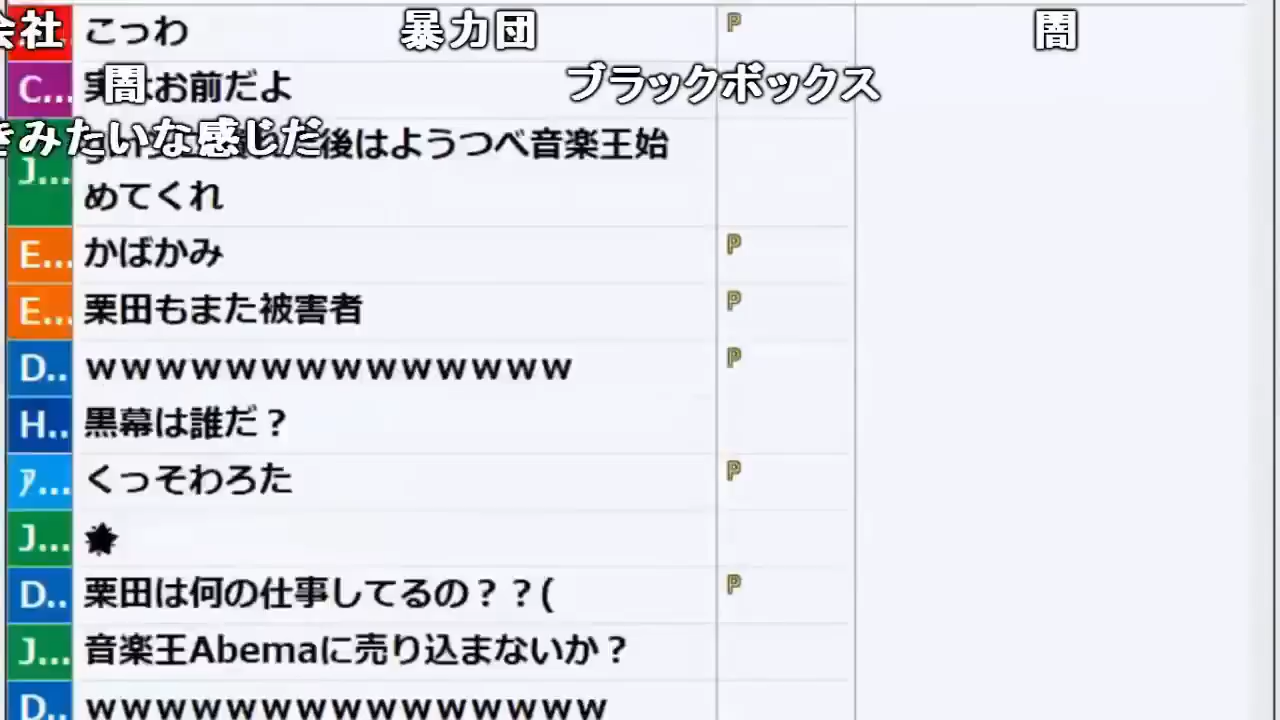 会社 こっわ 暴力団 P 闇
C... 実はお前だよ 闇 ブラックボックス
きみたいな感じだ
J... 後はようつべ音楽王始
めてくれ
E... かばかみ P
E... 栗田もまた被害者 P
D.. ｗｗｗｗｗｗｗｗｗｗｗｗｗｗ P
H.. 黒幕は誰だ？
ｱ... くっそわろた P
J...
D.. 栗田は何の仕事してるの？？( P
J... 音楽王Abemaに売り込まないか？
D.. ｗｗｗｗｗｗｗｗｗｗｗｗｗｗｗ